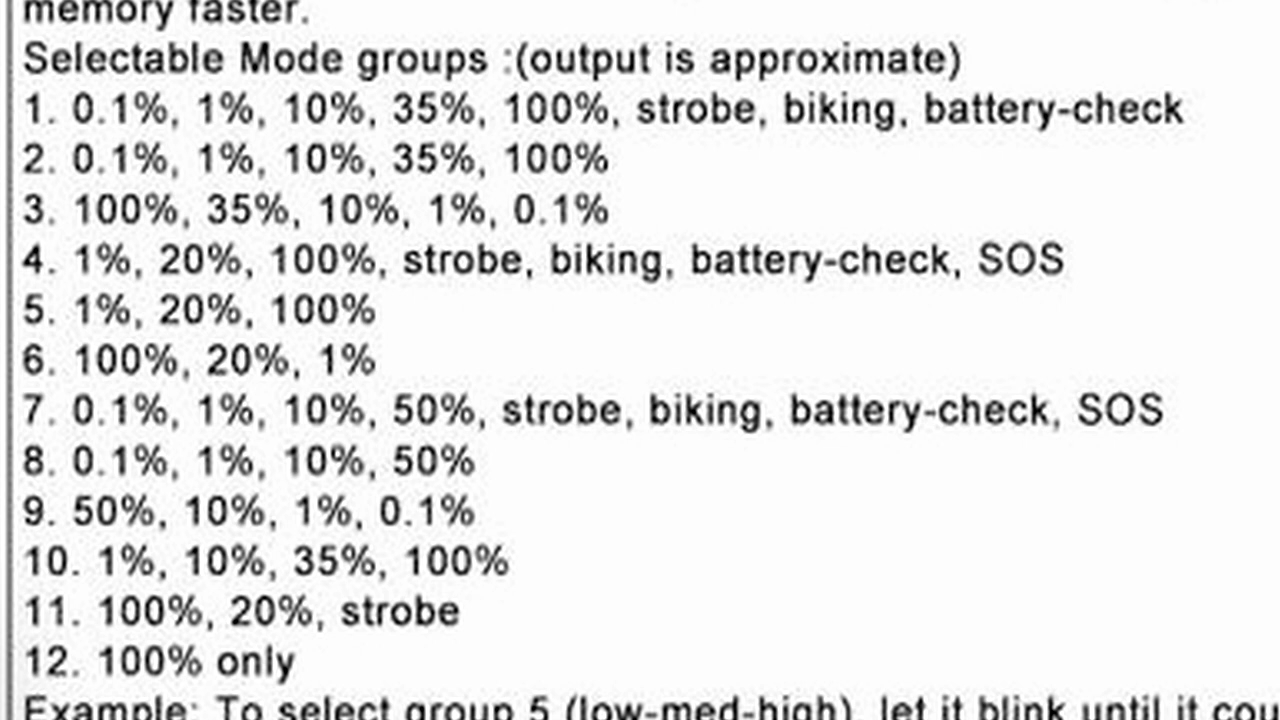 memory faster.
Selectable Mode groups :(output is approximate)
1. 0.1%, 1%, 10%, 35%, 100%, strobe, biking, battery-check
2. 0.1%, 1%, 10%, 35%, 100%
3. 100%, 35%, 10%, 1%, 0.1%
4. 1%, 20%, 100%, strobe, biking, battery-check, SOS
5. 1%, 20%, 100%
6. 100%, 20%, 1%
7. 0.1%, 1%, 10%, 50%, strobe, biking, battery-check, SOS
8. 0.1%, 1%, 10%, 50%
9. 50%, 10%, 1%, 0.1%
10. 1%, 10%, 35%, 100%
11. 100%, 20%, strobe
12. 100% only
Example: To select group 5 (low-med-high), let it blink until it cou